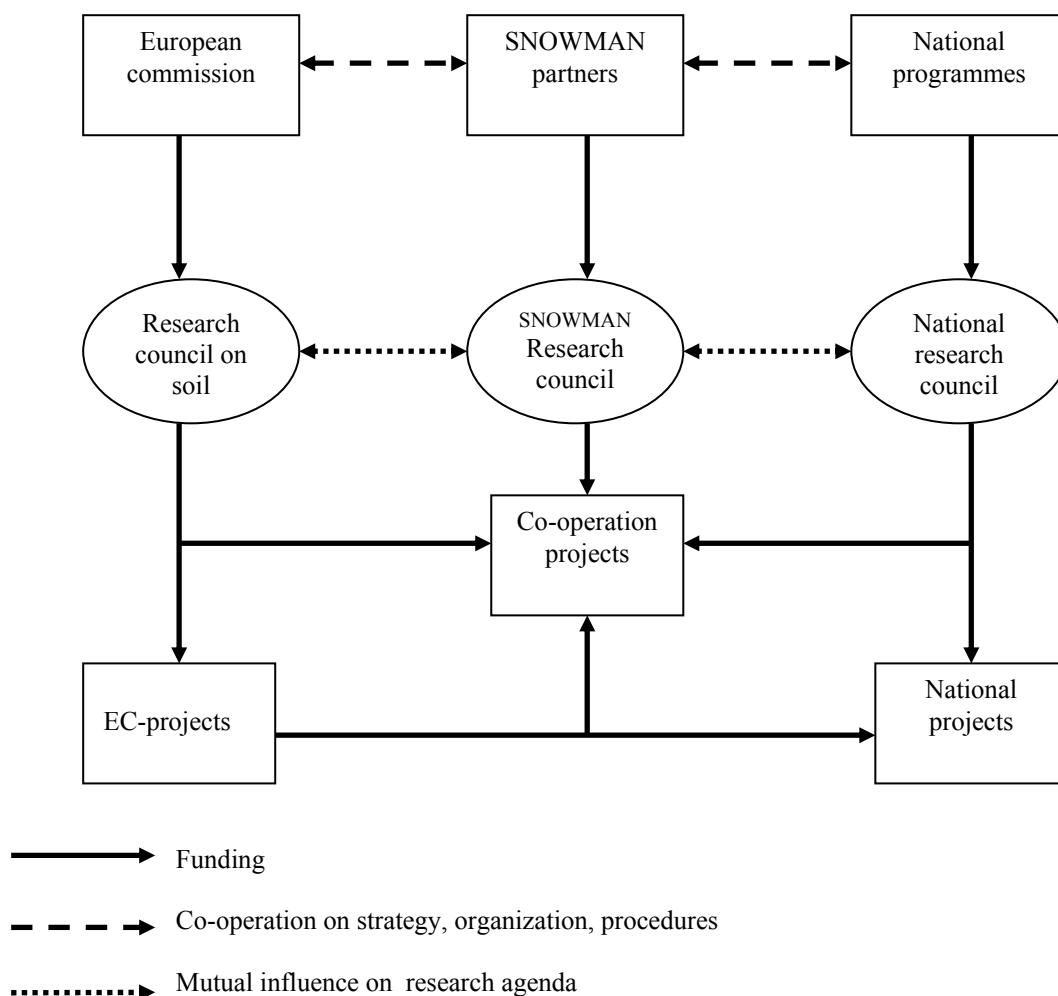 European
commission
SNOWMAN
partners
National
programmes
Research
council on
soil
SNOWMAN
Research
council
National
research
council
Co-operation
projects
EC-projects
National
projects
Funding
Co-operation on strategy, organization, procedures
Mutual influence on research agenda